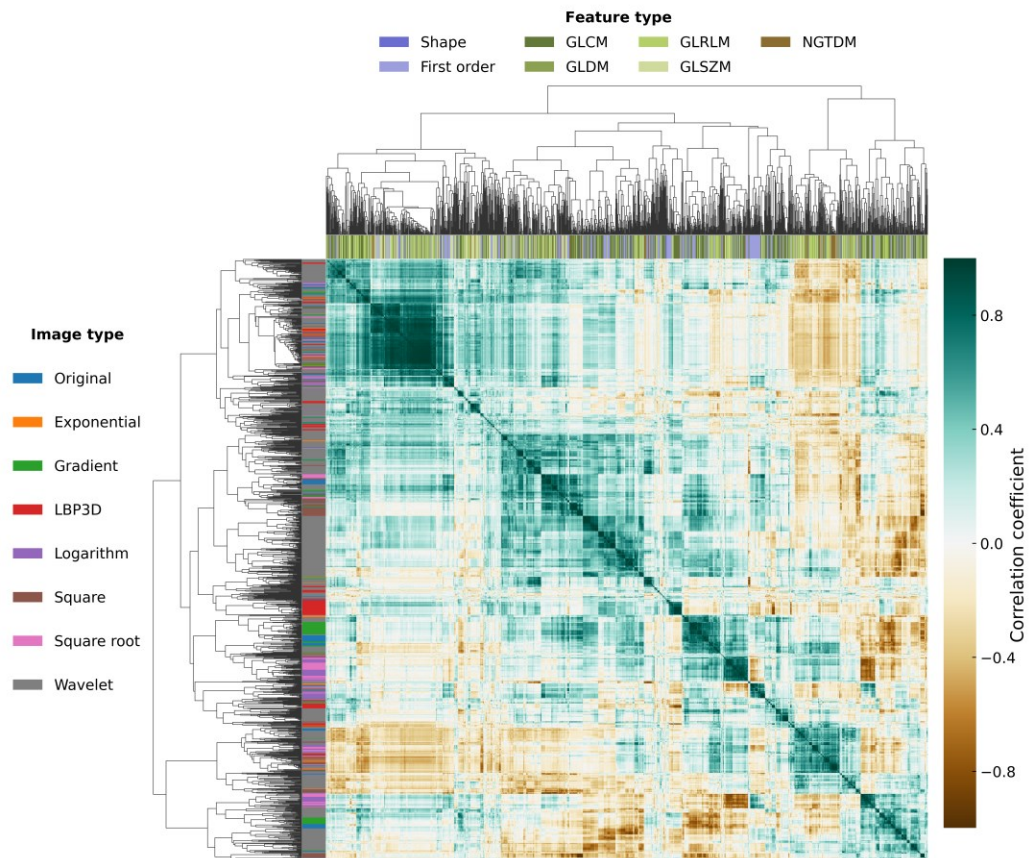 Feature type
Shape GLCM GLRLM NGTDM
First order GLDM GLSZM
Image type
Original
Exponential
Gradient
LBP3D
Logarithm
Square
Square root
Wavelet
0.8
0.4
0.0
−0.4
−0.8
Correlation coefficient